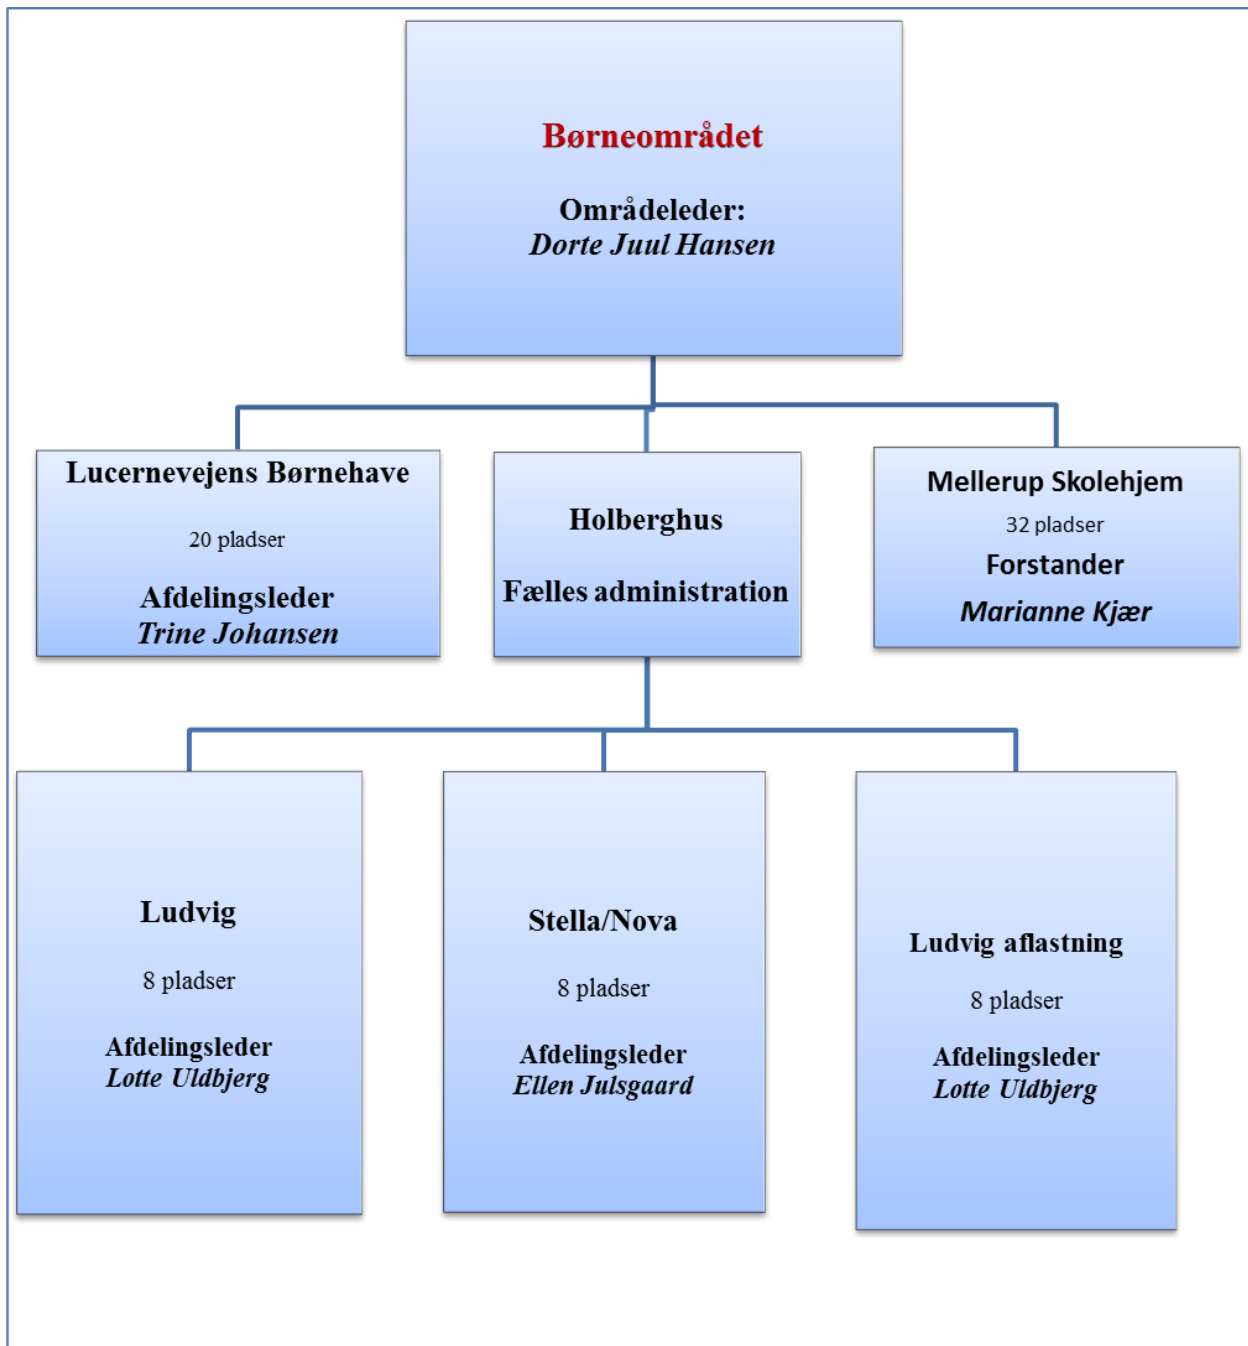 Børneområdet
Områdeleder:
Dorte Juul Hansen
Lucernevejens Børnehave
20 pladser
Afdelingsleder
Trine Johansen
Holberghus
Fælles administration
Mellerup Skolehjem
32 pladser
Forstander
Marianne Kjær
Ludvig
8 pladser
Afdelingsleder
Lotte Uldbjerg
Stella/Nova
8 pladser
Afdelingsleder
Ellen Julsgaard
Ludvig aflastning
8 pladser
Afdelingsleder
Lotte Uldbjerg